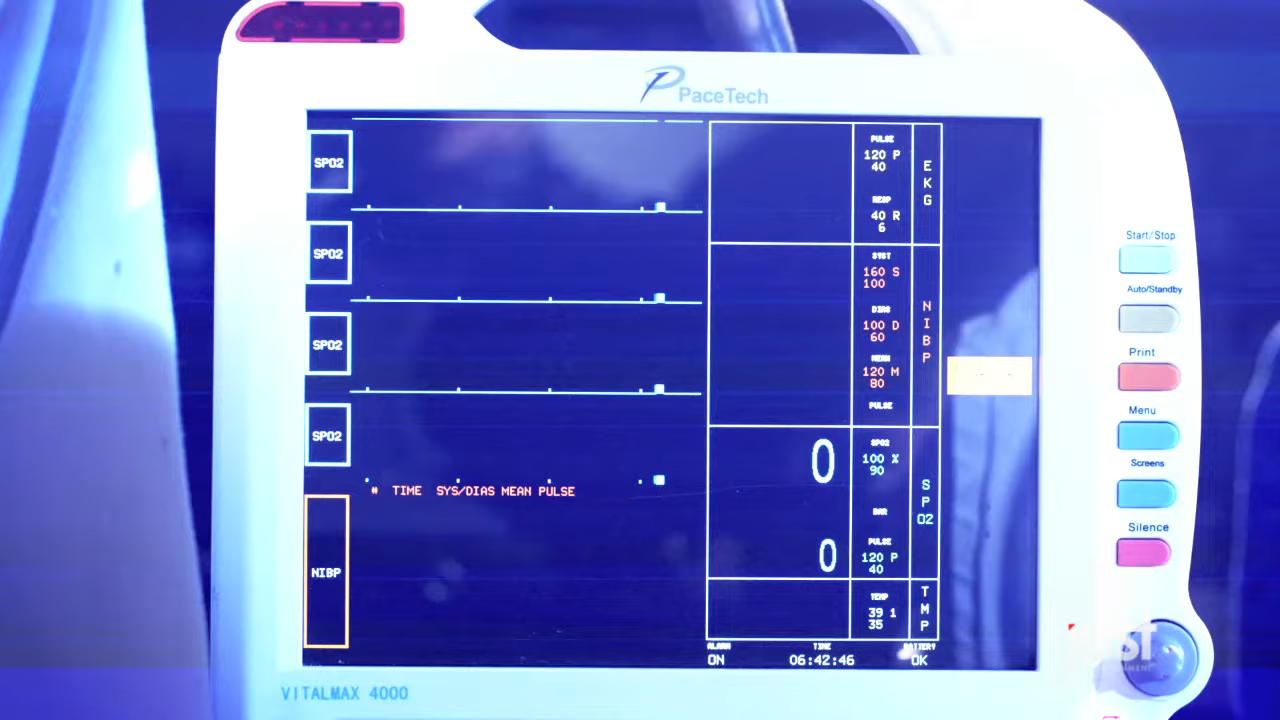 PaceTech
SPO2
SPO2
SPO2
SPO2
NIBP
# TIME SYS/DIAS MEAN PULSE
PULSE
120 P
40
RESP
40 R
6
EKG
SYST
160 S
100
DIAS
100 D
60
MEAN
120 M
80
PULSE
NIBP
0
SPO2
100 %
90
BAR
0
PULSE
120 P
40
SPO2
TEMP
39 1
35
TMP
ALARM
ON
TIME
06:42:46
BATTERY
OK
Start/Stop
Auto/Standby
Print
Menu
Screens
Silence
VITALMAX 4000